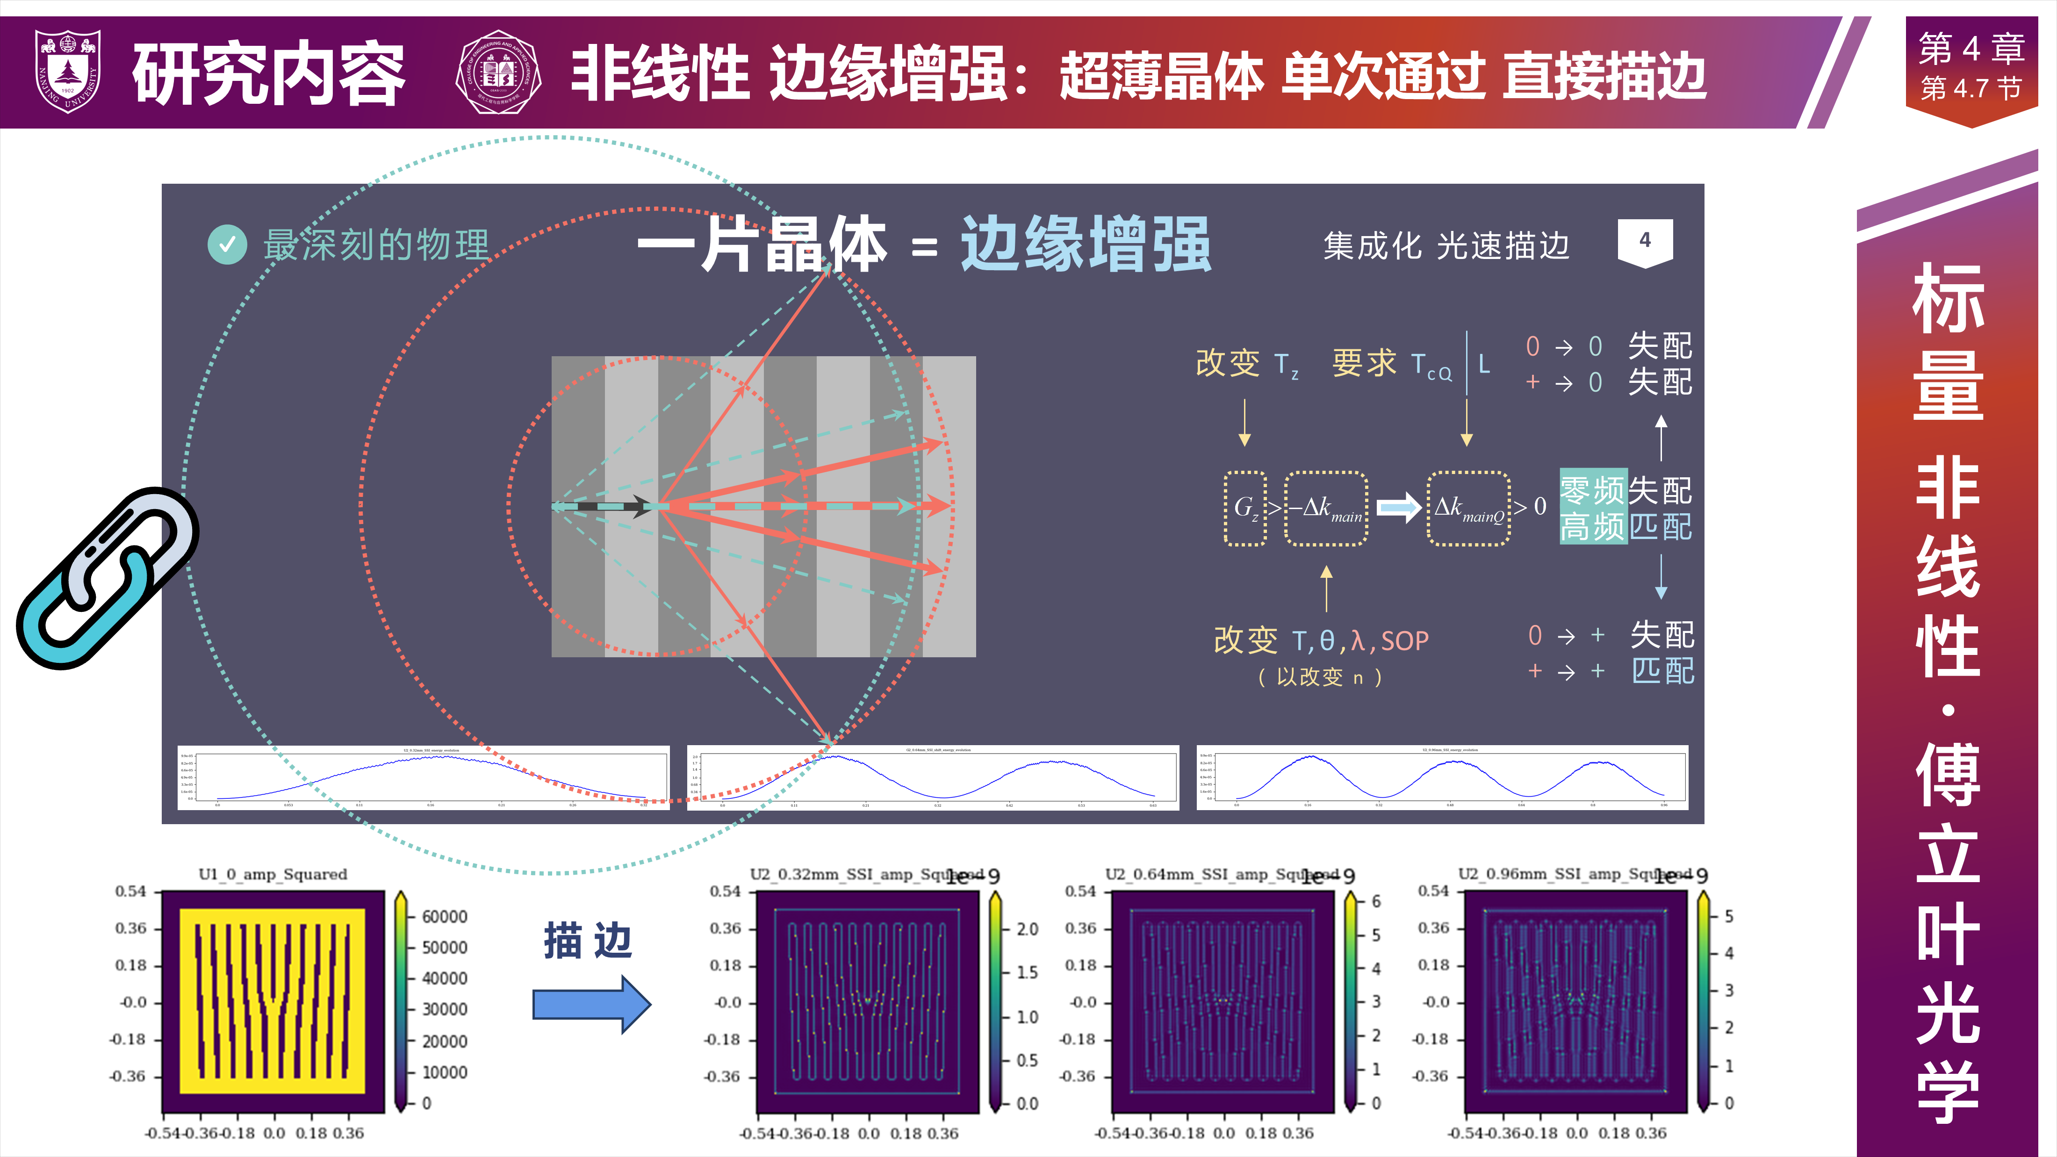 研究内容
非线性 边缘增强：超薄晶体 单次通过 直接描边
第 4 章
第 4.7 节
NANJING UNIVERSITY
1902
最深刻的物理
一片晶体 = 边缘增强
集成化 光速描边
4
改变 Tz 要求 TcQ | L
0 → 0 失配
+ → 0 失配
Gz > −Δkmain ΔkmainQ > 0
零频失配
高频匹配
改变 T,θ,λ,SOP
( 以改变 n )
0 → + 失配
+ → + 匹配
标量 非线性·傅立叶光学
U1_0_amp_Squared
0.54
0.36
0.18
-0.0
-0.18
-0.36
-0.54 -0.36 -0.18 0.0 0.18 0.36
60000
50000
40000
30000
20000
10000
0
描 边
U2_0.32mm_SSI_amp_Squared
1e−9
0.54
0.36
0.18
-0.0
-0.18
-0.36
-0.54 -0.36 -0.18 0.0 0.18 0.36
2.0
1.5
1.0
0.5
0.0
U2_0.64mm_SSI_amp_Squared
1e−9
0.54
0.36
0.18
-0.0
-0.18
-0.36
-0.54 -0.36 -0.18 0.0 0.18 0.36
6
5
4
3
2
1
0
U2_0.96mm_SSI_amp_Squared
1e−9
0.54
0.36
0.18
-0.0
-0.18
-0.36
-0.54 -0.36 -0.18 0.0 0.18 0.36
5
4
3
2
1
0